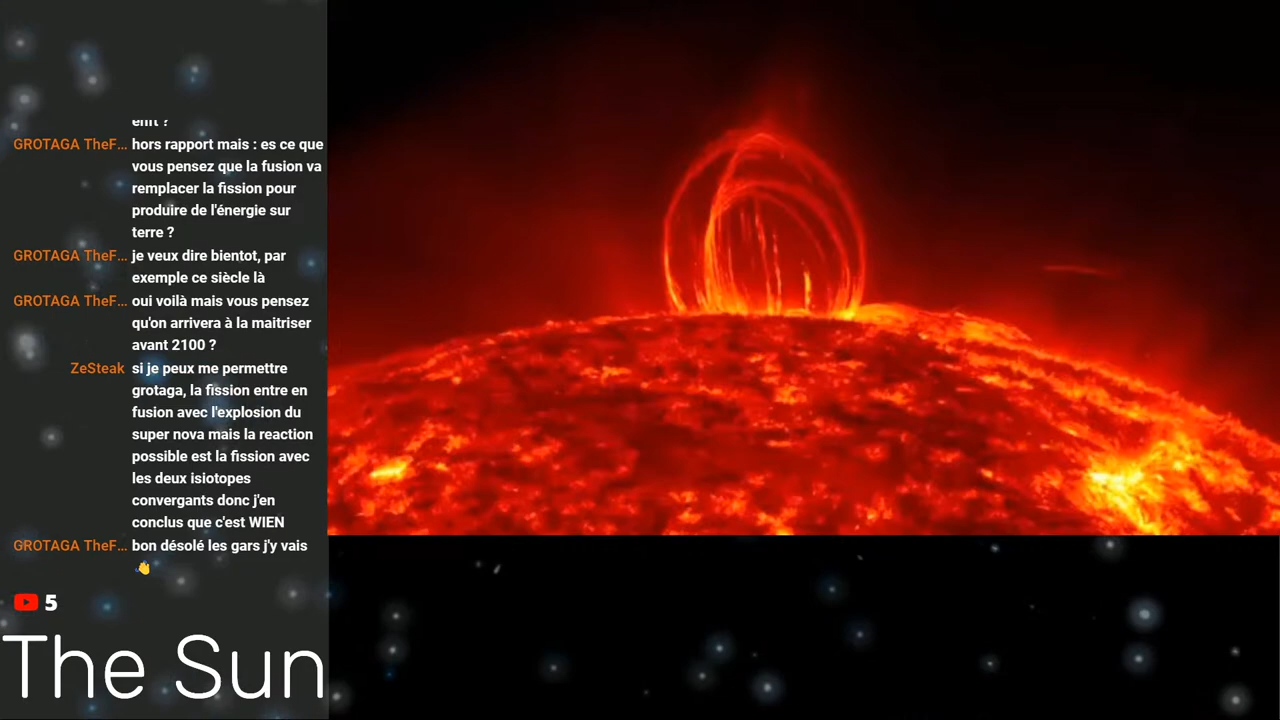 enit ?
GROTAGA TheF... hors rapport mais : es ce que
vous pensez que la fusion va
remplacer la fission pour
produire de l'énergie sur
terre ?
GROTAGA TheF... je veux dire bientot, par
exemple ce siècle là
GROTAGA TheF... oui voilà mais vous pensez
qu'on arrivera à la maitriser
avant 2100 ?
ZeSteak si je peux me permettre
grotaga, la fission entre en
fusion avec l'explosion du
super nova mais la reaction
possible est la fission avec
les deux isiotopes
convergants donc j'en
conclus que c'est WIEN
GROTAGA TheF... bon désolé les gars j'y vais
👋
5
The Sun